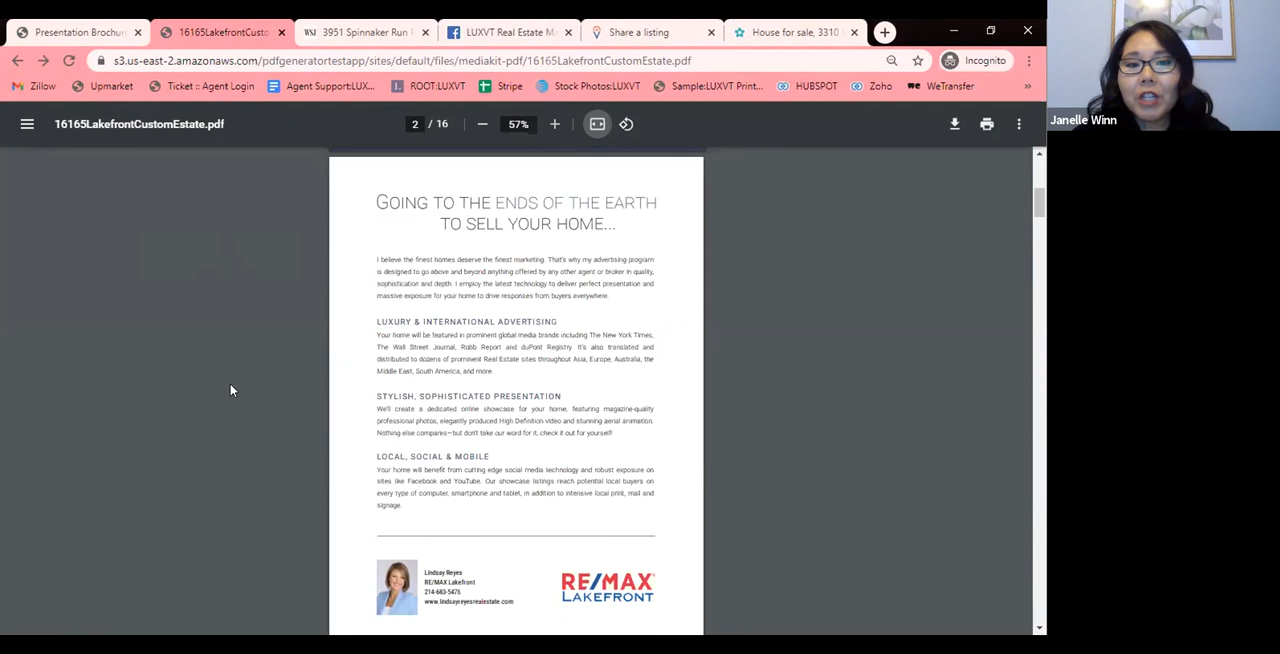 Presentation Brochur
16165LakefrontCusto
WSJ 3951 Spinnaker Run
LUXVT Real Estate Ma
Share a listing
House for sale, 3310
s3.us-east-2.amazonaws.com/pdfgeneratortestapp/sites/default/files/mediakit-pdf/16165LakefrontCustomEstate.pdf
Incognito
Zillow
Upmarket
Ticket :: Agent Login
Agent Support:LUX...
ROOT:LUXVT
Stripe
Stock Photos:LUXVT
Sample:LUXVT Print...
HUBSPOT
Zoho
WeTransfer
16165LakefrontCustomEstate.pdf
2 / 16
57%
Janelle Winn
GOING TO THE ENDS OF THE EARTH
TO SELL YOUR HOME...
I believe the finest homes deserve the finest marketing. That's why my advertising program
is designed to go above and beyond anything offered by any other agent or broker in quality,
sophistication and depth. I employ the latest technology to deliver perfect presentation and
massive exposure for your home to drive responses from buyers everywhere.
LUXURY & INTERNATIONAL ADVERTISING
Your home will be featured in prominent global media brands including The New York Times,
The Wall Street Journal, Robb Report and duPont Registry. It's also translated and
distributed to dozens of prominent Real Estate sites throughout Asia, Europe, Australia, the
Middle East, South America, and more.
STYLISH, SOPHISTICATED PRESENTATION
We'll create a dedicated online showcase for your home, featuring magazine-quality
professional photos, elegantly produced High Definition video and stunning aerial animation.
Nothing else compares—but don't take our word for it, check it out for yourself!
LOCAL, SOCIAL & MOBILE
Your home will benefit from cutting edge social media technology and robust exposure on
sites like Facebook and YouTube. Our showcase listings reach potential local buyers on
every type of computer, smartphone and tablet, in addition to intensive local print, mail and
signage.
Lindsay Reyes
RE/MAX Lakefront
214-683-5475
www.lindsayreyesrealestate.com
RE/MAX
LAKEFRONT